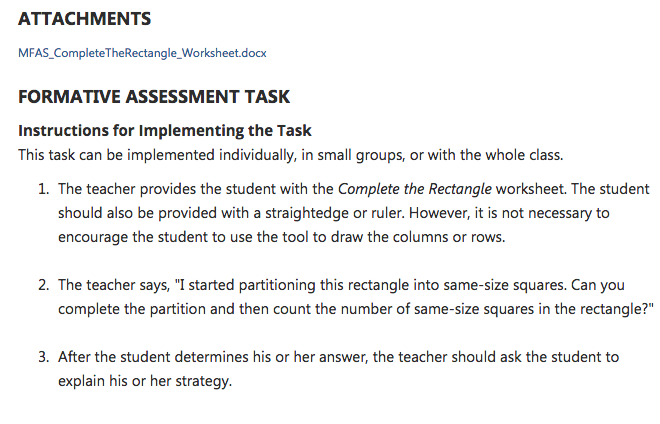 ATTACHMENTS
MFAS_CompleteTheRectangle_Worksheet.docx
FORMATIVE ASSESSMENT TASK
Instructions for Implementing the Task
This task can be implemented individually, in small groups, or with the whole class.
1. The teacher provides the student with the Complete the Rectangle worksheet. The student
should also be provided with a straightedge or ruler. However, it is not necessary to
encourage the student to use the tool to draw the columns or rows.
2. The teacher says, "I started partitioning this rectangle into same-size squares. Can you
complete the partition and then count the number of same-size squares in the rectangle?"
3. After the student determines his or her answer, the teacher should ask the student to
explain his or her strategy.